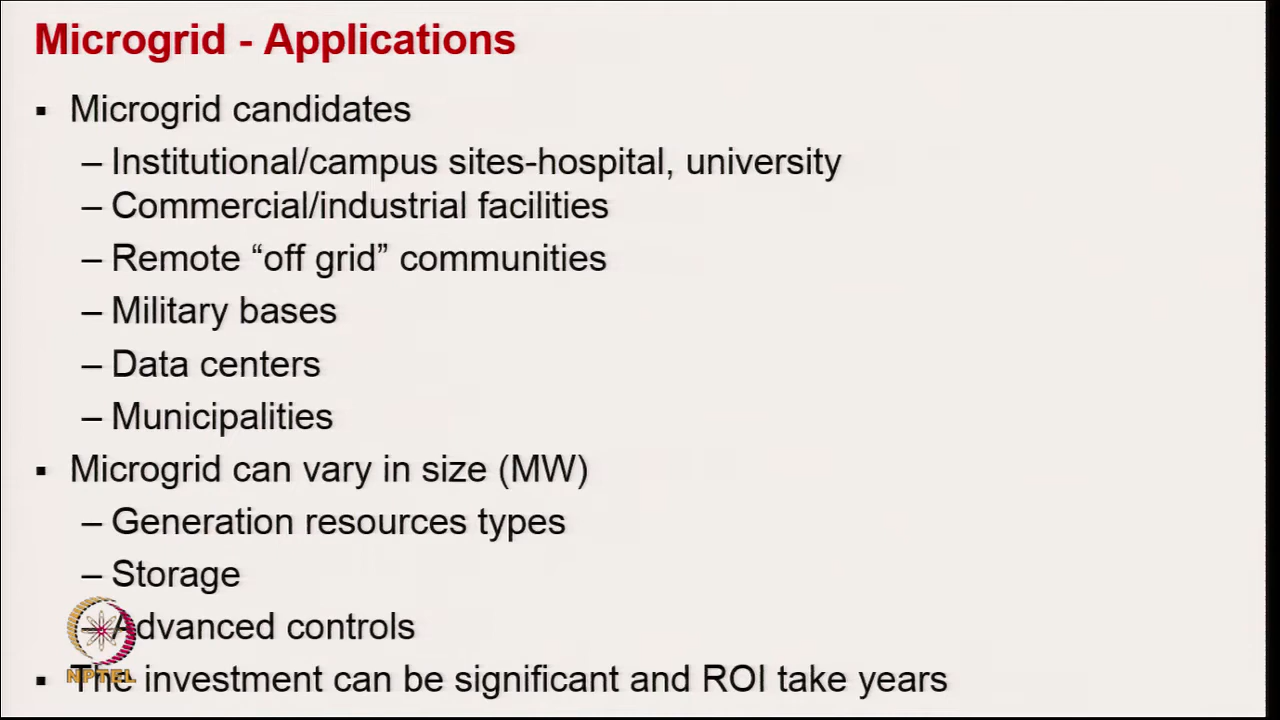 Microgrid - Applications
▪ Microgrid candidates
– Institutional/campus sites-hospital, university
– Commercial/industrial facilities
– Remote “off grid” communities
– Military bases
– Data centers
– Municipalities
▪ Microgrid can vary in size (MW)
– Generation resources types
– Storage
– Advanced controls
▪ The investment can be significant and ROI take years
NPTEL